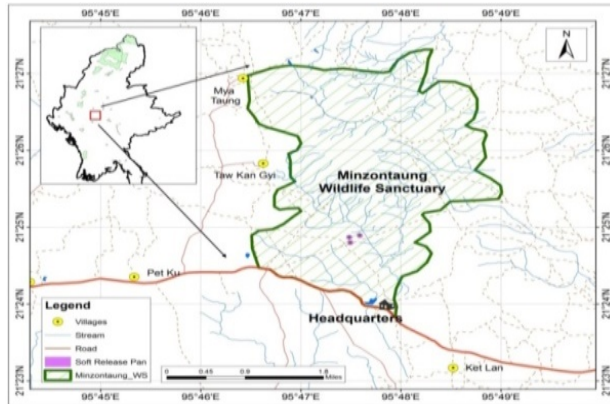 95°45'E 95°46'E 95°47'E 95°48'E 95°49'E
21°27'N 21°27'N
21°26'N 21°26'N
21°25'N 21°25'N
21°24'N 21°24'N
21°23'N 21°23'N
N
Mya
Taung
Taw Kan Gyi
Minzontaung
Wildlife Sanctuary
Pet Ku
Headquarters
Ket Lan
Legend
Villages
Stream
Road
Soft Release Pan
Minzontaung_WS
0 0.45 0.9 1.8
Miles
95°45'E 95°46'E 95°47'E 95°48'E 95°49'E